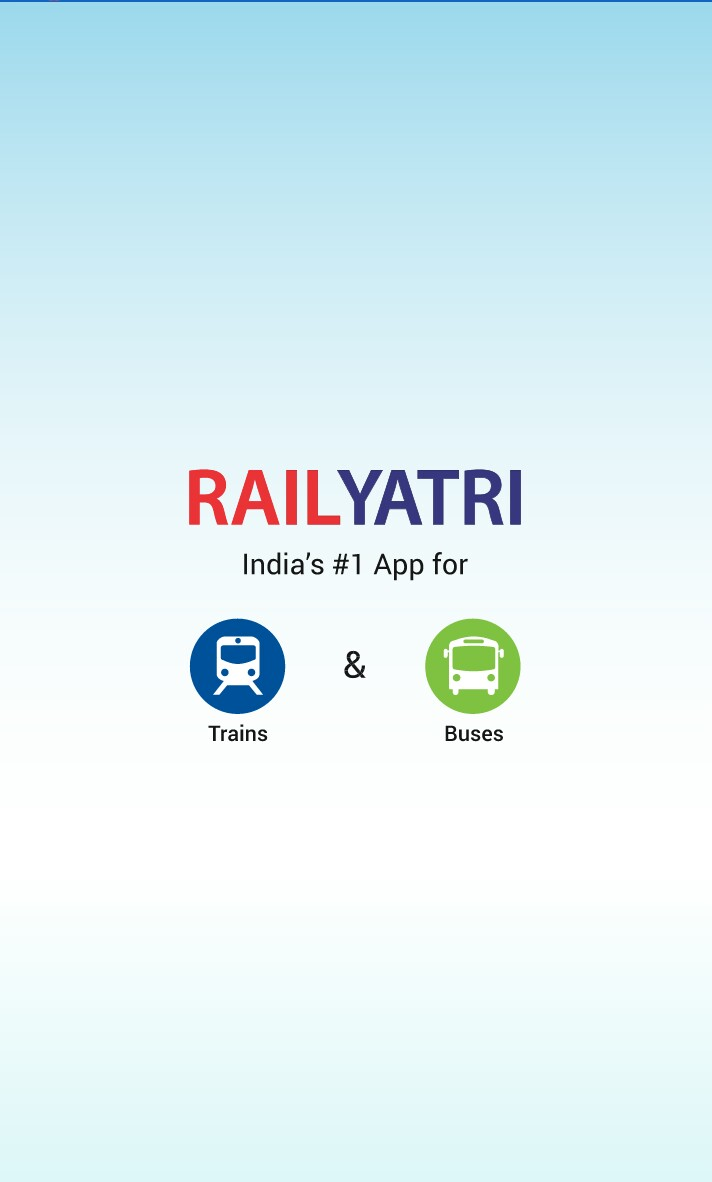 RAILYATRI
India’s #1 App for
&
Trains
Buses